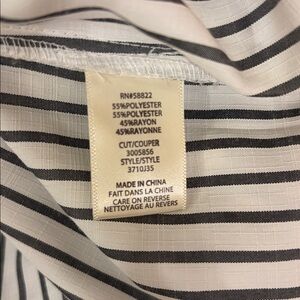 RN#58822
55%POLYESTER
55%POLYESTER
45%RAYON
45%RAYONNE
CUT/COUPER
3005856
STYLE/STYLE
3710J35
MADE IN CHINA
FAIT DANS LA CHINE
CARE ON REVERSE
NETTOYAGE AU REVERS